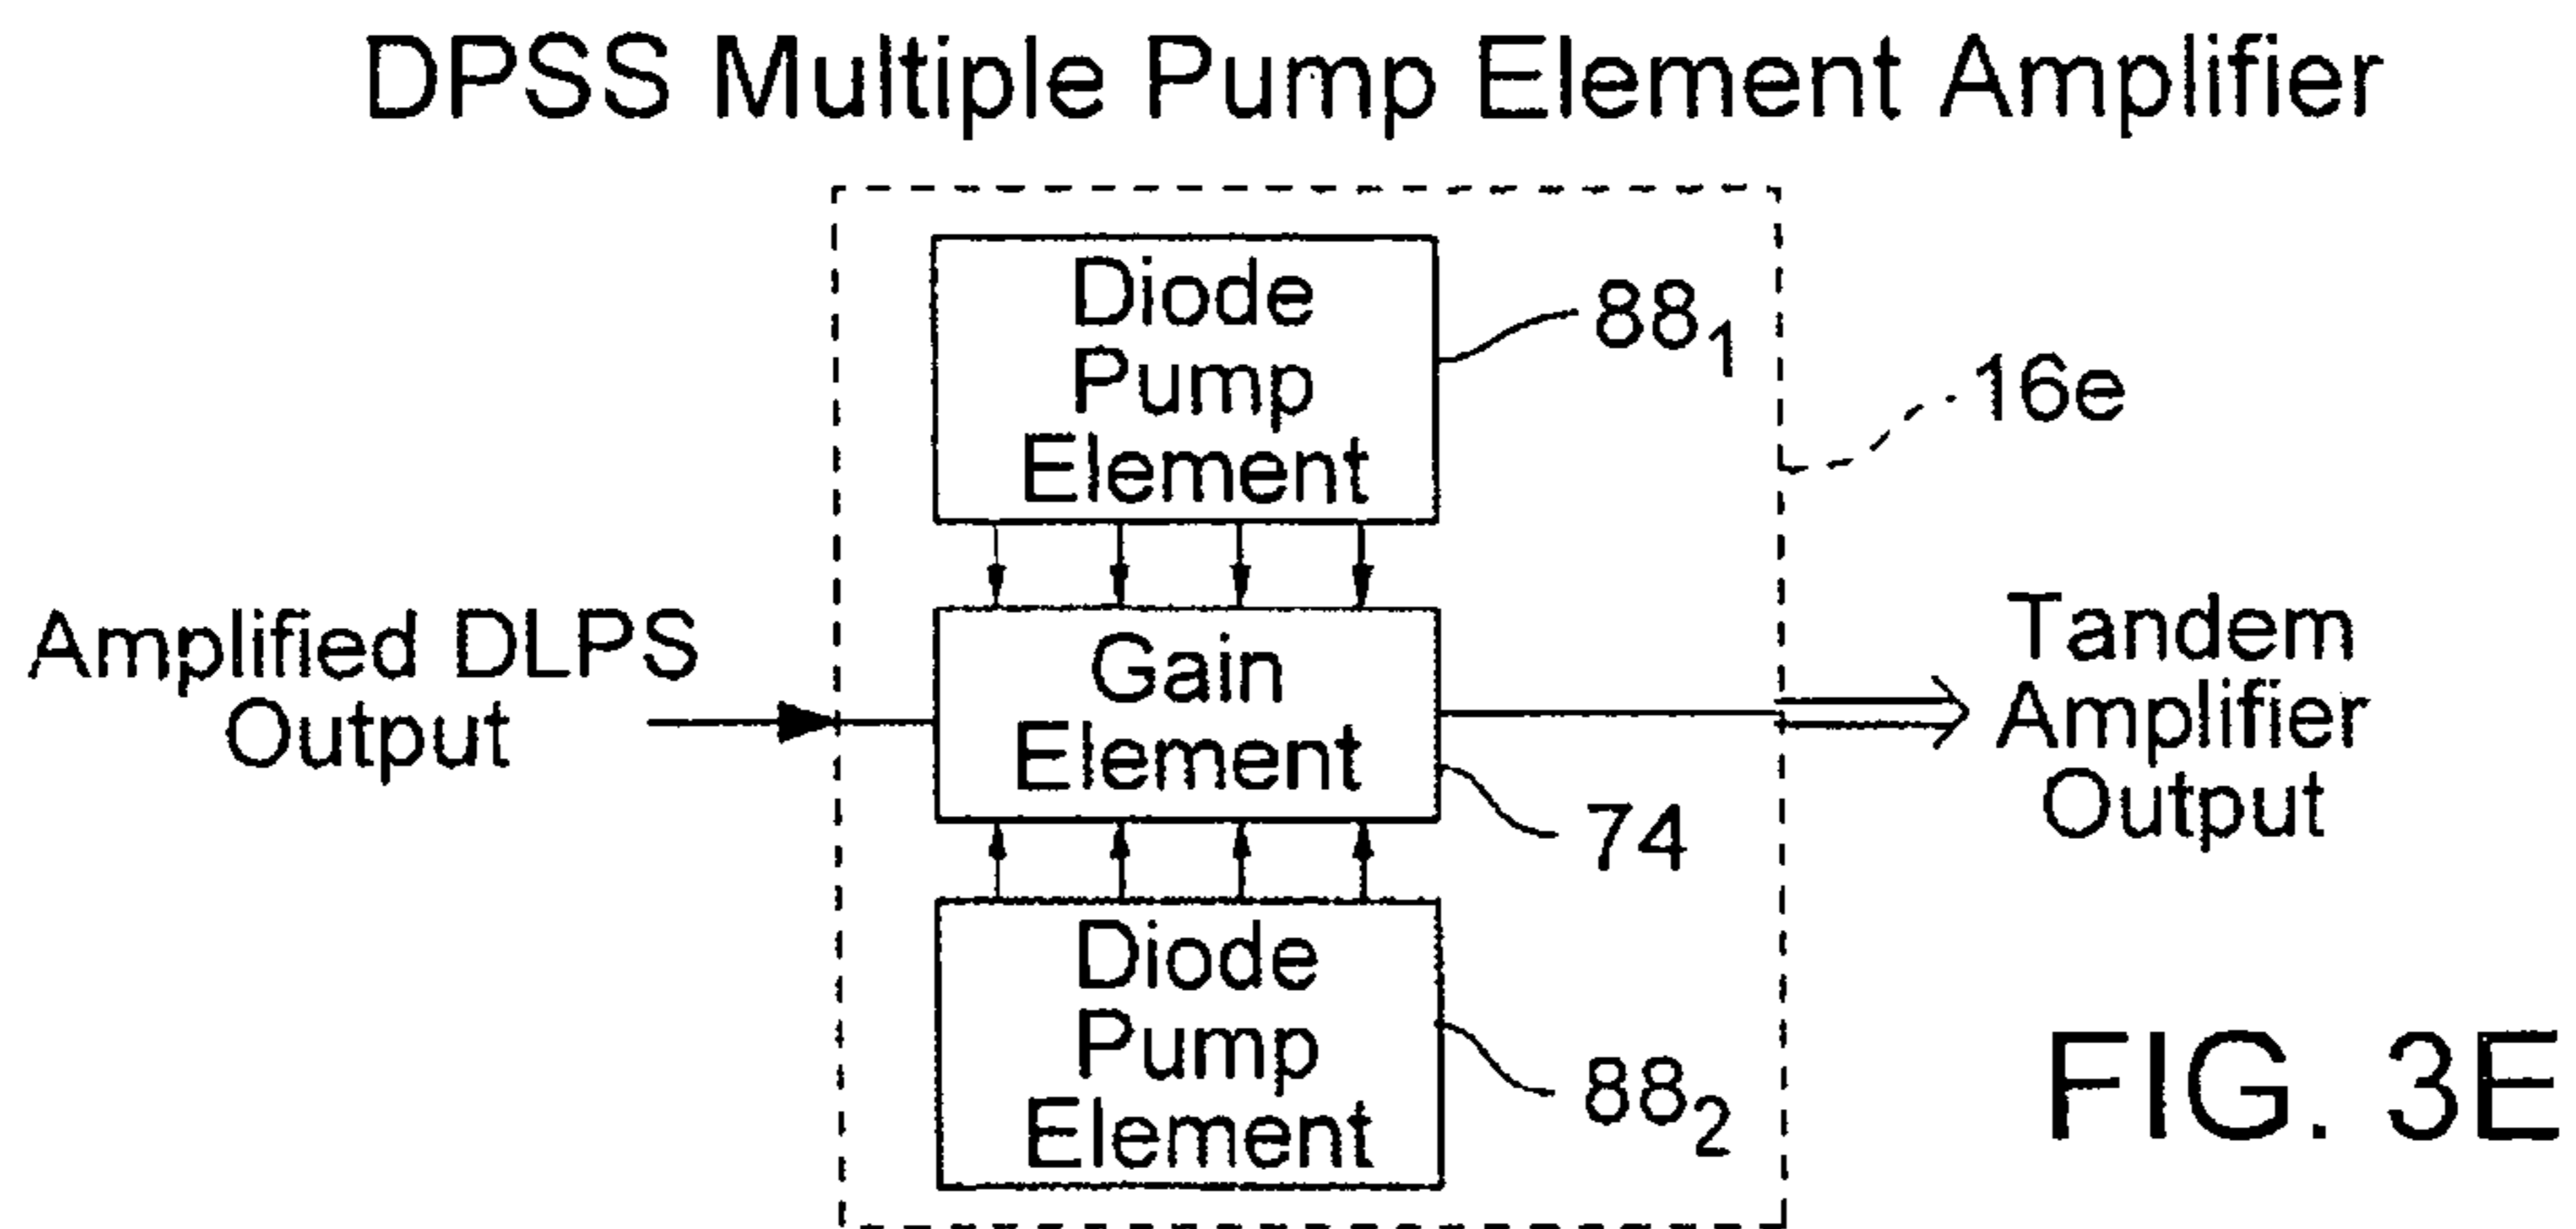 DPSS Multiple Pump Element Amplifier
Diode
Pump
Element
88₁
16e
Amplified DLPS
Output
Gain
Element
74
Tandem
Amplifier
Output
Diode
Pump
Element
88₂
FIG. 3E